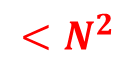 < N²